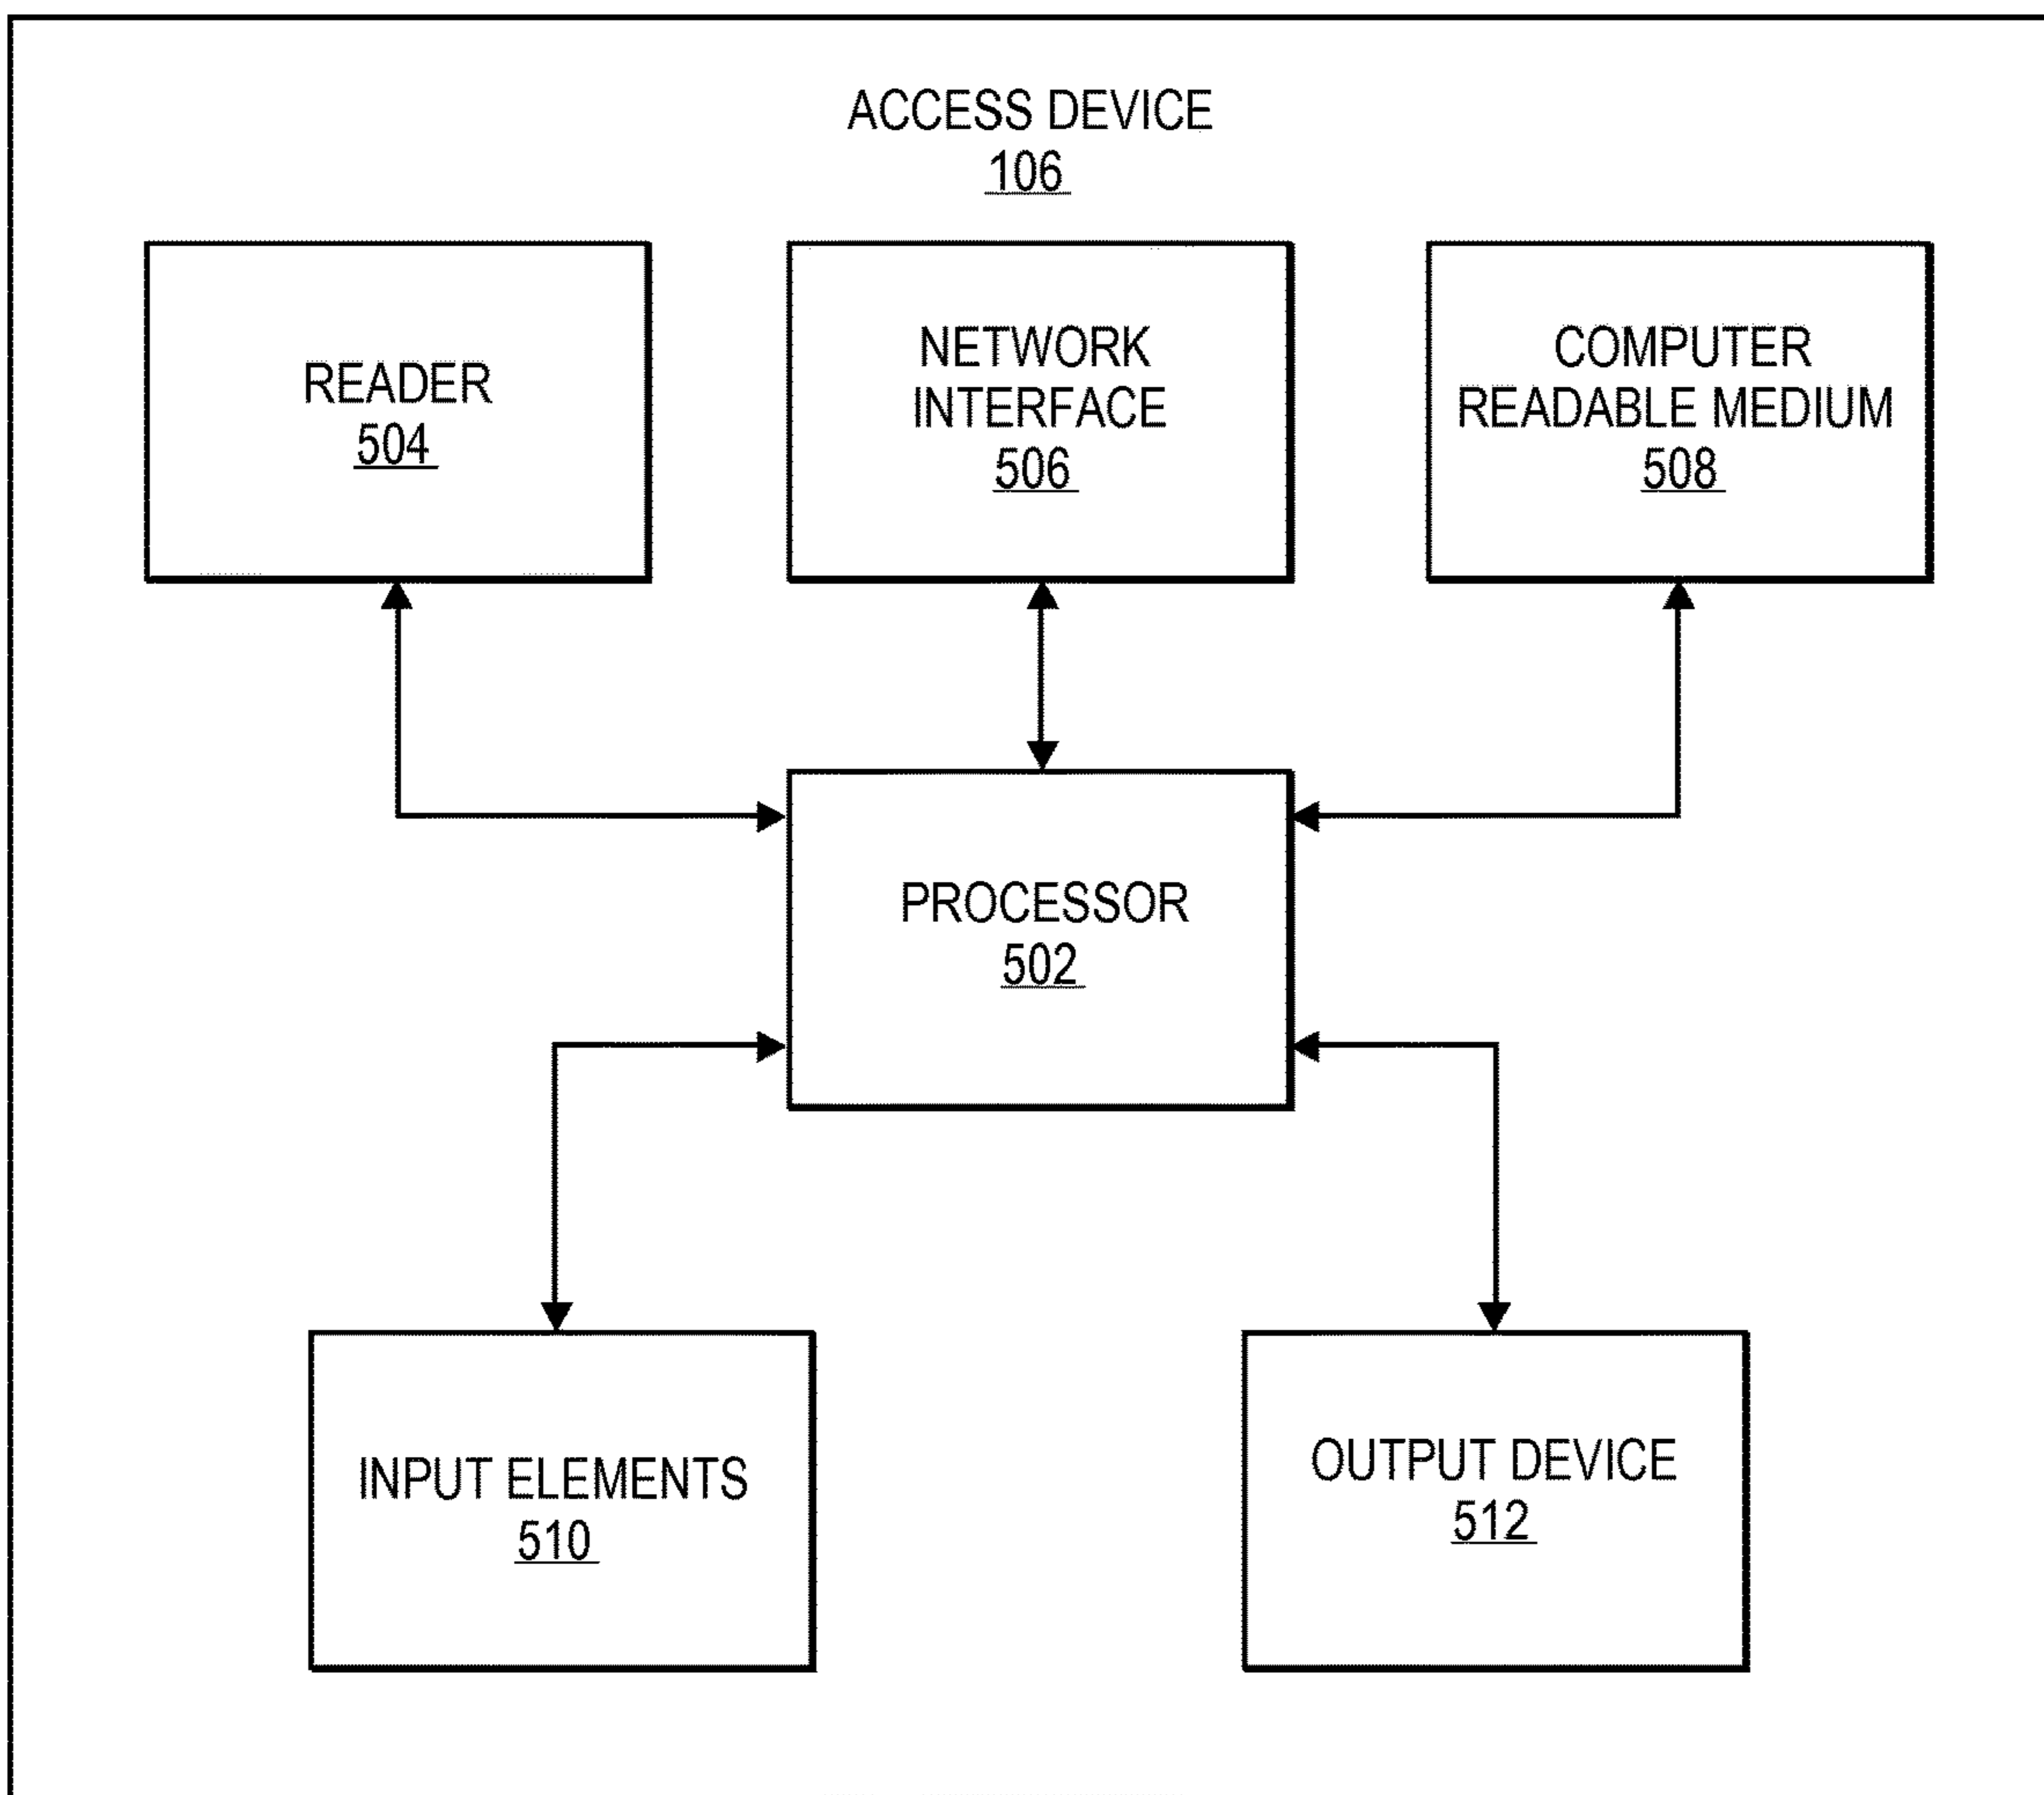 ACCESS DEVICE
106
READER
504
NETWORK
INTERFACE
506
COMPUTER
READABLE MEDIUM
508
PROCESSOR
502
INPUT ELEMENTS
510
OUTPUT DEVICE
512